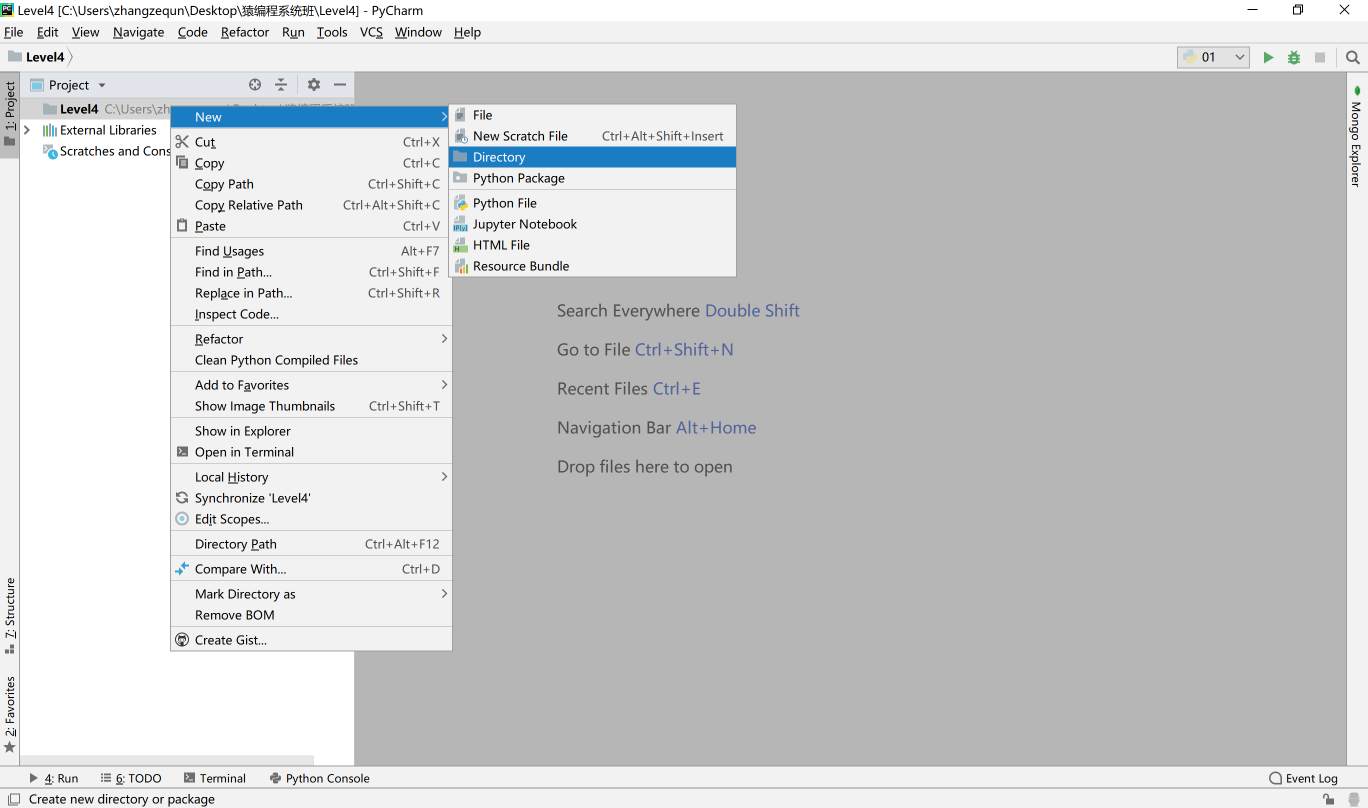 Level4 [C:\Users\zhangzequn\Desktop\猿编程系统班\Level4] - PyCharm
File Edit View Navigate Code Refactor Run Tools VCS Window Help
Level4
01
1: Project
Project
Level4 C:\Users\zh
External Libraries
Scratches and Cons
New
Cut Ctrl+X
Copy Ctrl+C
Copy Path Ctrl+Shift+C
Copy Relative Path Ctrl+Alt+Shift+C
Paste Ctrl+V
Find Usages Alt+F7
Find in Path... Ctrl+Shift+F
Replace in Path... Ctrl+Shift+R
Inspect Code...
Refactor
Clean Python Compiled Files
Add to Favorites
Show Image Thumbnails Ctrl+Shift+T
Show in Explorer
Open in Terminal
Local History
Synchronize 'Level4'
Edit Scopes...
Directory Path Ctrl+Alt+F12
Compare With... Ctrl+D
Mark Directory as
Remove BOM
Create Gist...
File
New Scratch File Ctrl+Alt+Shift+Insert
Directory
Python Package
Python File
Jupyter Notebook
HTML File
Resource Bundle
Search Everywhere Double Shift
Go to File Ctrl+Shift+N
Recent Files Ctrl+E
Navigation Bar Alt+Home
Drop files here to open
Mongo Explorer
Z: Structure
2: Favorites
4: Run 6: TODO Terminal Python Console Event Log
Create new directory or package